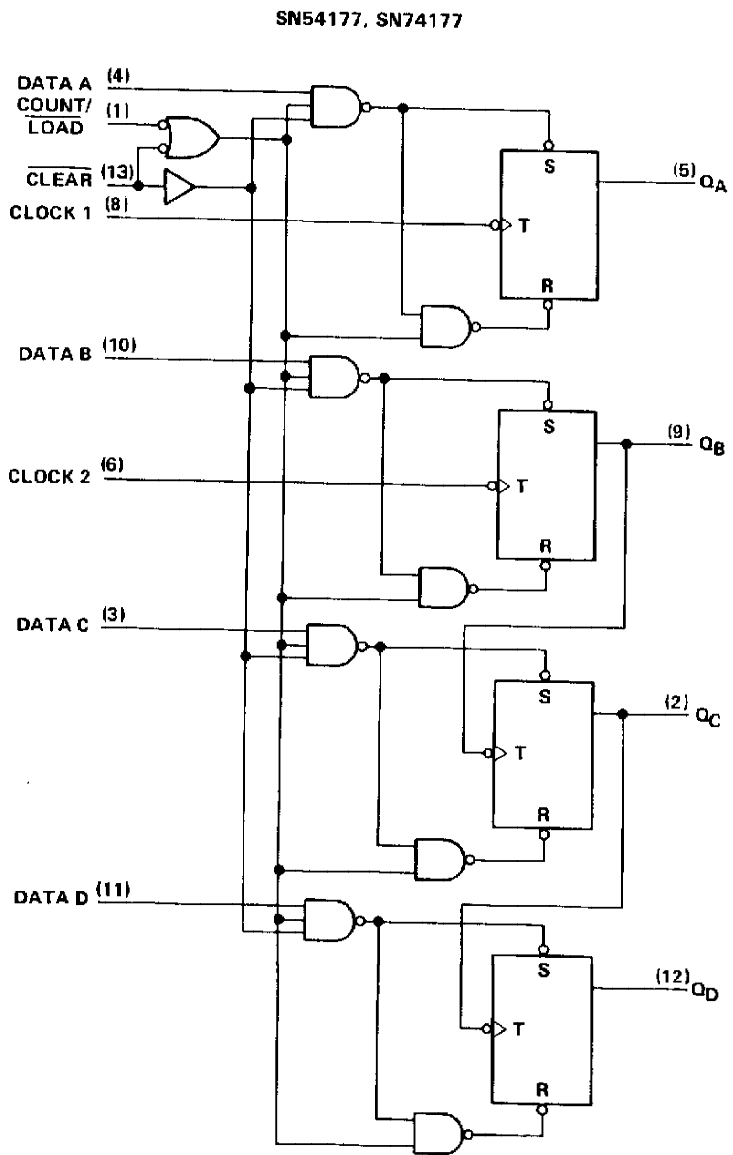 SN54177, SN74177
DATA A (4)
COUNT/
LOAD (1)
CLEAR (13)
CLOCK 1 (8)
S
T
R
(5) QA
DATA B (10)
CLOCK 2 (6)
S
T
R
(9) QB
DATA C (3)
S
T
R
(2) QC
DATA D (11)
S
T
R
(12) QD